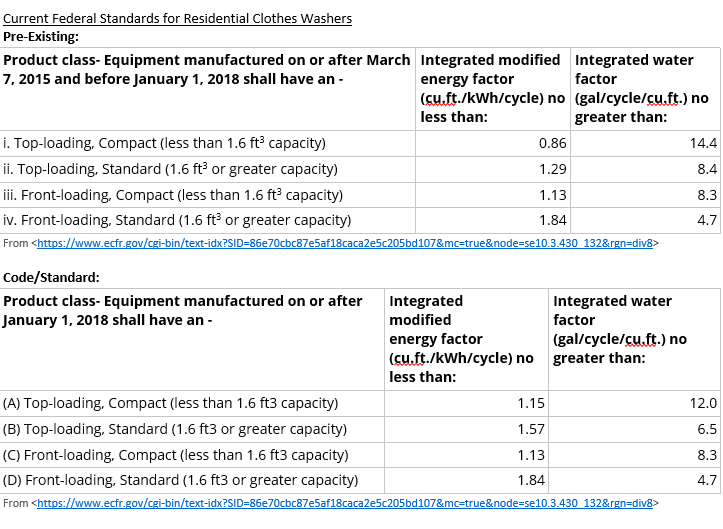 Current Federal Standards for Residential Clothes Washers
Pre-Existing:
Product class- Equipment manufactured on or after March 7, 2015 and before January 1, 2018 shall have an - Integrated modified energy factor (cu.ft./kWh/cycle) no less than: Integrated water factor (gal/cycle/cu.ft.) no greater than:
i. Top-loading, Compact (less than 1.6 ft³ capacity) 0.86 14.4
ii. Top-loading, Standard (1.6 ft³ or greater capacity) 1.29 8.4
iii. Front-loading, Compact (less than 1.6 ft³ capacity) 1.13 8.3
iv. Front-loading, Standard (1.6 ft³ or greater capacity) 1.84 4.7
From <https://www.ecfr.gov/cgi-bin/text-idx?SID=86e70cbc87e5af18caca2e5c205bd107&mc=true&node=se10.3.430_132&rgn=div8>
Code/Standard:
Product class- Equipment manufactured on or after January 1, 2018 shall have an - Integrated modified energy factor (cu.ft./kWh/cycle) no less than: Integrated water factor (gal/cycle/cu.ft.) no greater than:
(A) Top-loading, Compact (less than 1.6 ft3 capacity) 1.15 12.0
(B) Top-loading, Standard (1.6 ft3 or greater capacity) 1.57 6.5
(C) Front-loading, Compact (less than 1.6 ft3 capacity) 1.13 8.3
(D) Front-loading, Standard (1.6 ft3 or greater capacity) 1.84 4.7
From <https://www.ecfr.gov/cgi-bin/text-idx?SID=86e70cbc87e5af18caca2e5c205bd107&mc=true&node=se10.3.430_132&rgn=div8>